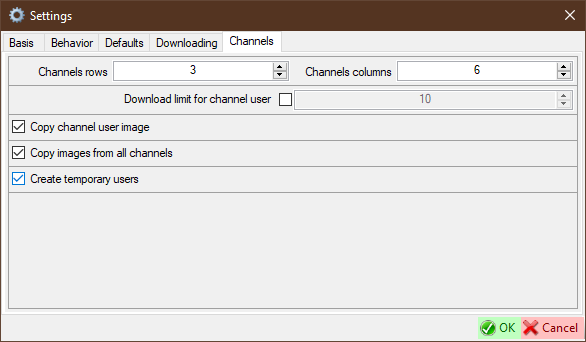 Settings
Basis Behavior Defaults Downloading Channels
Channels rows 3 Channels columns 6
Download limit for channel user 10
Copy channel user image
Copy images from all channels
Create temporary users
OK Cancel